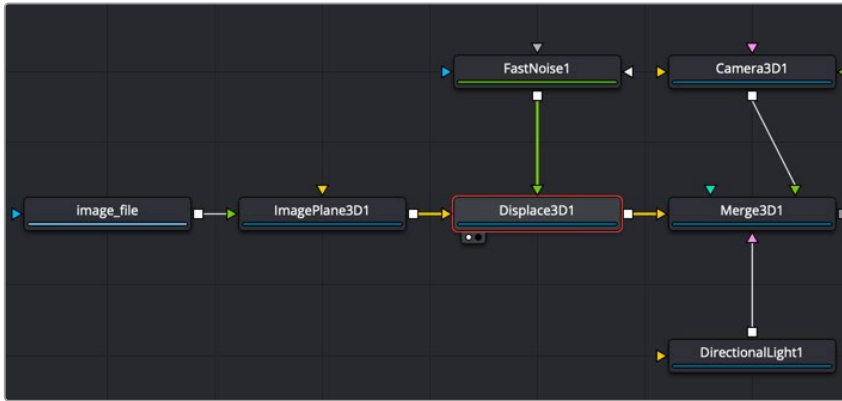 FastNoise1
Camera3D1
image_file
ImagePlane3D1
Displace3D1
Merge3D1
DirectionalLight1